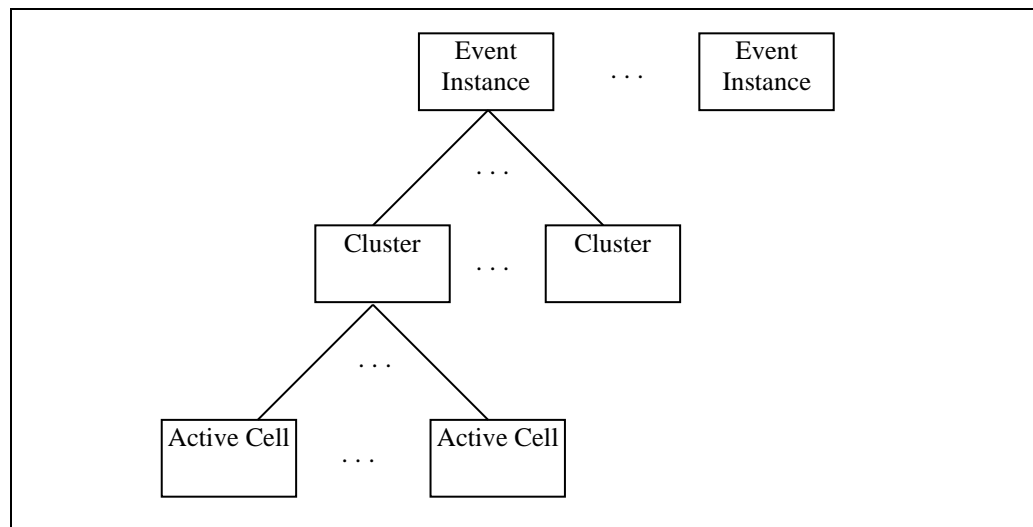 Event
Instance
. . .
Event
Instance
. . .
Cluster
. . .
Cluster
. . .
Active Cell
. . .
Active Cell